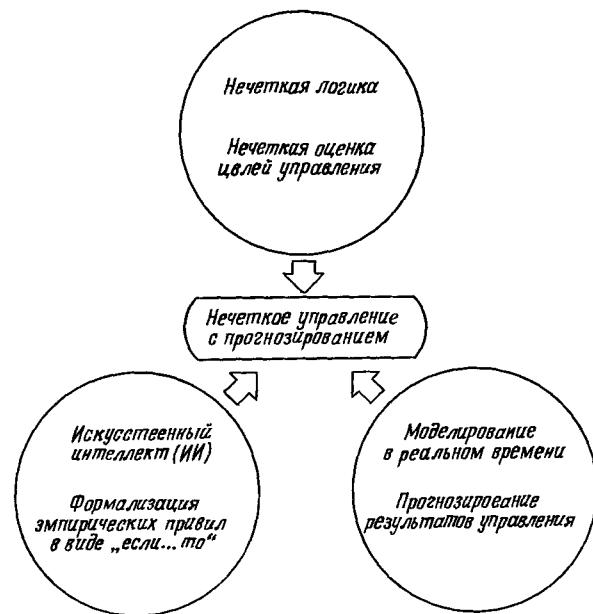 Нечеткая логика
Нечеткая оценка
целей управления
Нечеткое управление
с прогнозированием
Искусственный
интеллект (ИИ)
Формализация
эмпирических правил
в виде „если...то“
Моделирование
в реальном времени
Прогнозирование
результатов управления